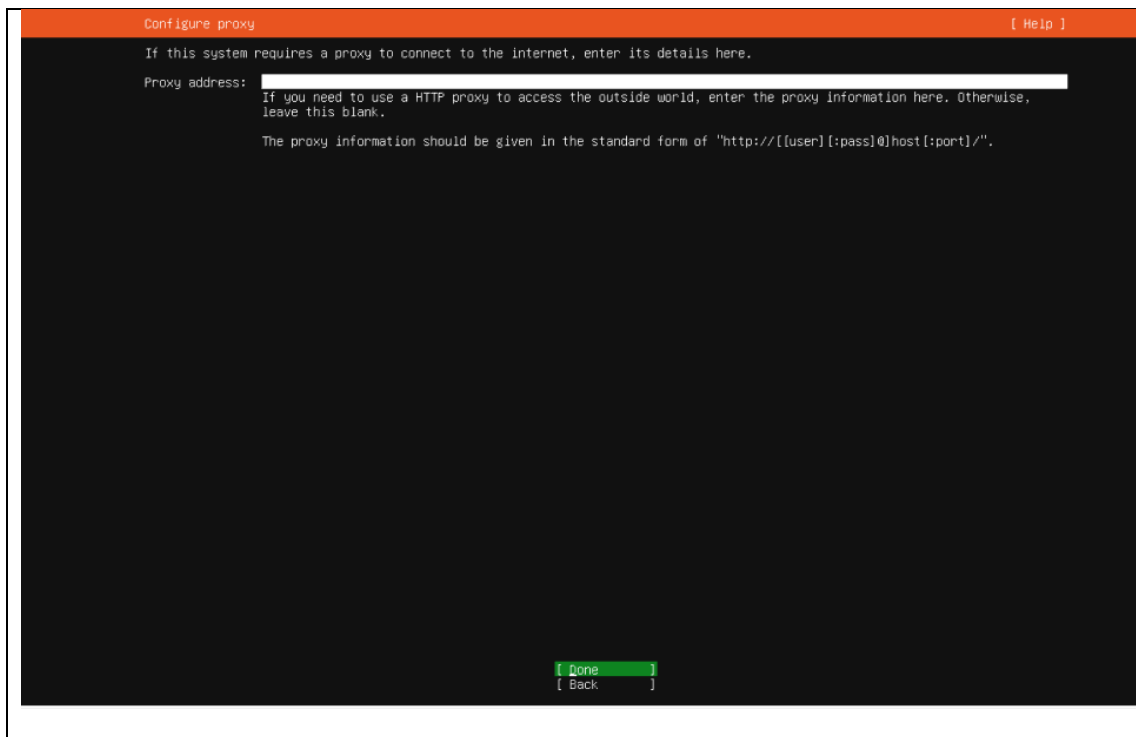 Configure proxy [ Help ]
If this system requires a proxy to connect to the internet, enter its details here.
Proxy address:
If you need to use a HTTP proxy to access the outside world, enter the proxy information here. Otherwise,
leave this blank.
The proxy information should be given in the standard form of "http://[[user][:pass]@]host[:port]/".
[ Done ]
[ Back ]